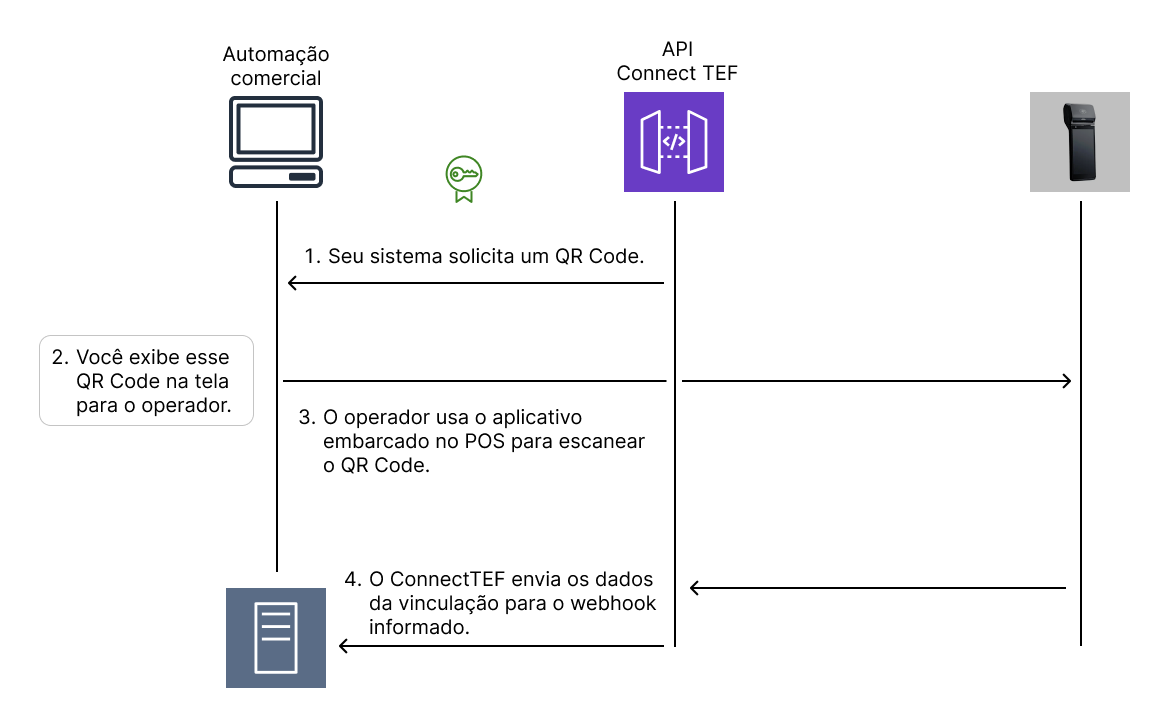 Automação
comercial
API
Connect TEF
</>
1. Seu sistema solicita um QR Code.
2. Você exibe esse
QR Code na tela
para o operador.
3. O operador usa o aplicativo
embarcado no POS para escanear
o QR Code.
4. O ConnectTEF envia os dados
da vinculação para o webhook
informado.